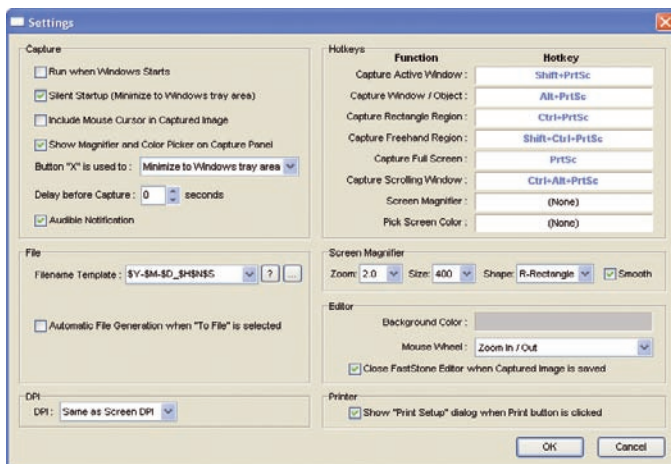 Settings
Capture
Run when Windows Starts
Silent Startup (Minimize to Windows tray area)
Include Mouse Cursor in Captured Image
Show Magnifier and Color Picker on Capture Panel
Button "X" is used to : Minimize to Windows tray area
Delay before Capture : 0 seconds
Audible Notification
Hotkeys
Function Hotkey
Capture Active Window : Shift+PrtSc
Capture Window / Object : Alt+PrtSc
Capture Rectangle Region : Ctrl+PrtSc
Capture Freehand Region : Shift+Ctrl+PrtSc
Capture Full Screen : PrtSc
Capture Scrolling Window : Ctrl+Alt+PrtSc
Screen Magnifier : (None)
Pick Screen Color : (None)
File
Filename Template : $Y-$M-$D_$H$N$S ? ...
Automatic File Generation when "To File" is selected
Screen Magnifier
Zoom: 2.0 Size: 400 Shape: R-Rectangle Smooth
Editor
Background Color :
Mouse Wheel : Zoom In / Out
Close FastStone Editor when Captured Image is saved
DPI
DPI : Same as Screen DPI
Printer
Show "Print Setup" dialog when Print button is clicked
OK Cancel